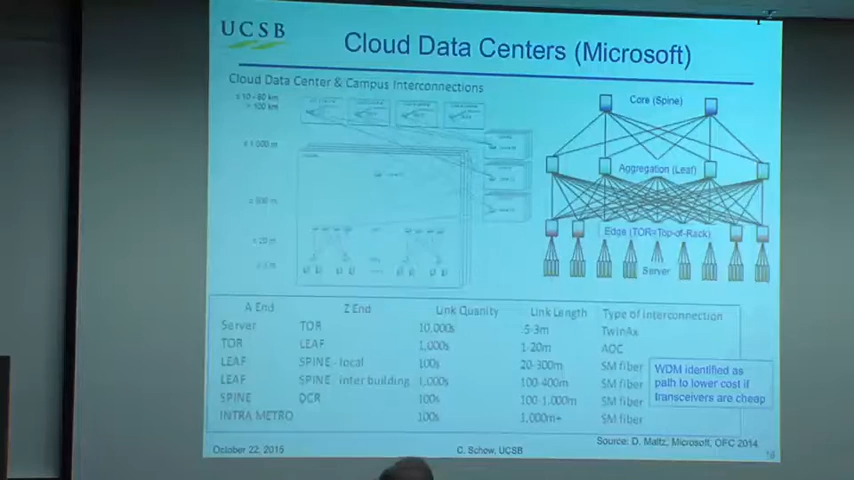 UCSB
Cloud Data Centers (Microsoft)
Cloud Data Center & Campus Interconnections
Core (Spine)
Aggregation (Leaf)
Edge (TOR=Top-of-Rack)
Server
A End Z End Link Quanity Link Length Type of Interconnection
Server TOR 10,000s .5-3m TwinAx
TOR LEAF 1,000s 1-20m AOC
LEAF SPINE - local 100s 20-300m SM fiber
LEAF SPINE inter building 1,000s 100-400m SM fiber
SPINE DCR 100s 100-1,000m SM fiber
INTRA METRO 100s 1,000m+ SM fiber
WDM identified as
path to lower cost if
transceivers are cheap
Source: D. Maltz, Microsoft, OFC 2014
October 22, 2015
C. Schow, UCSB